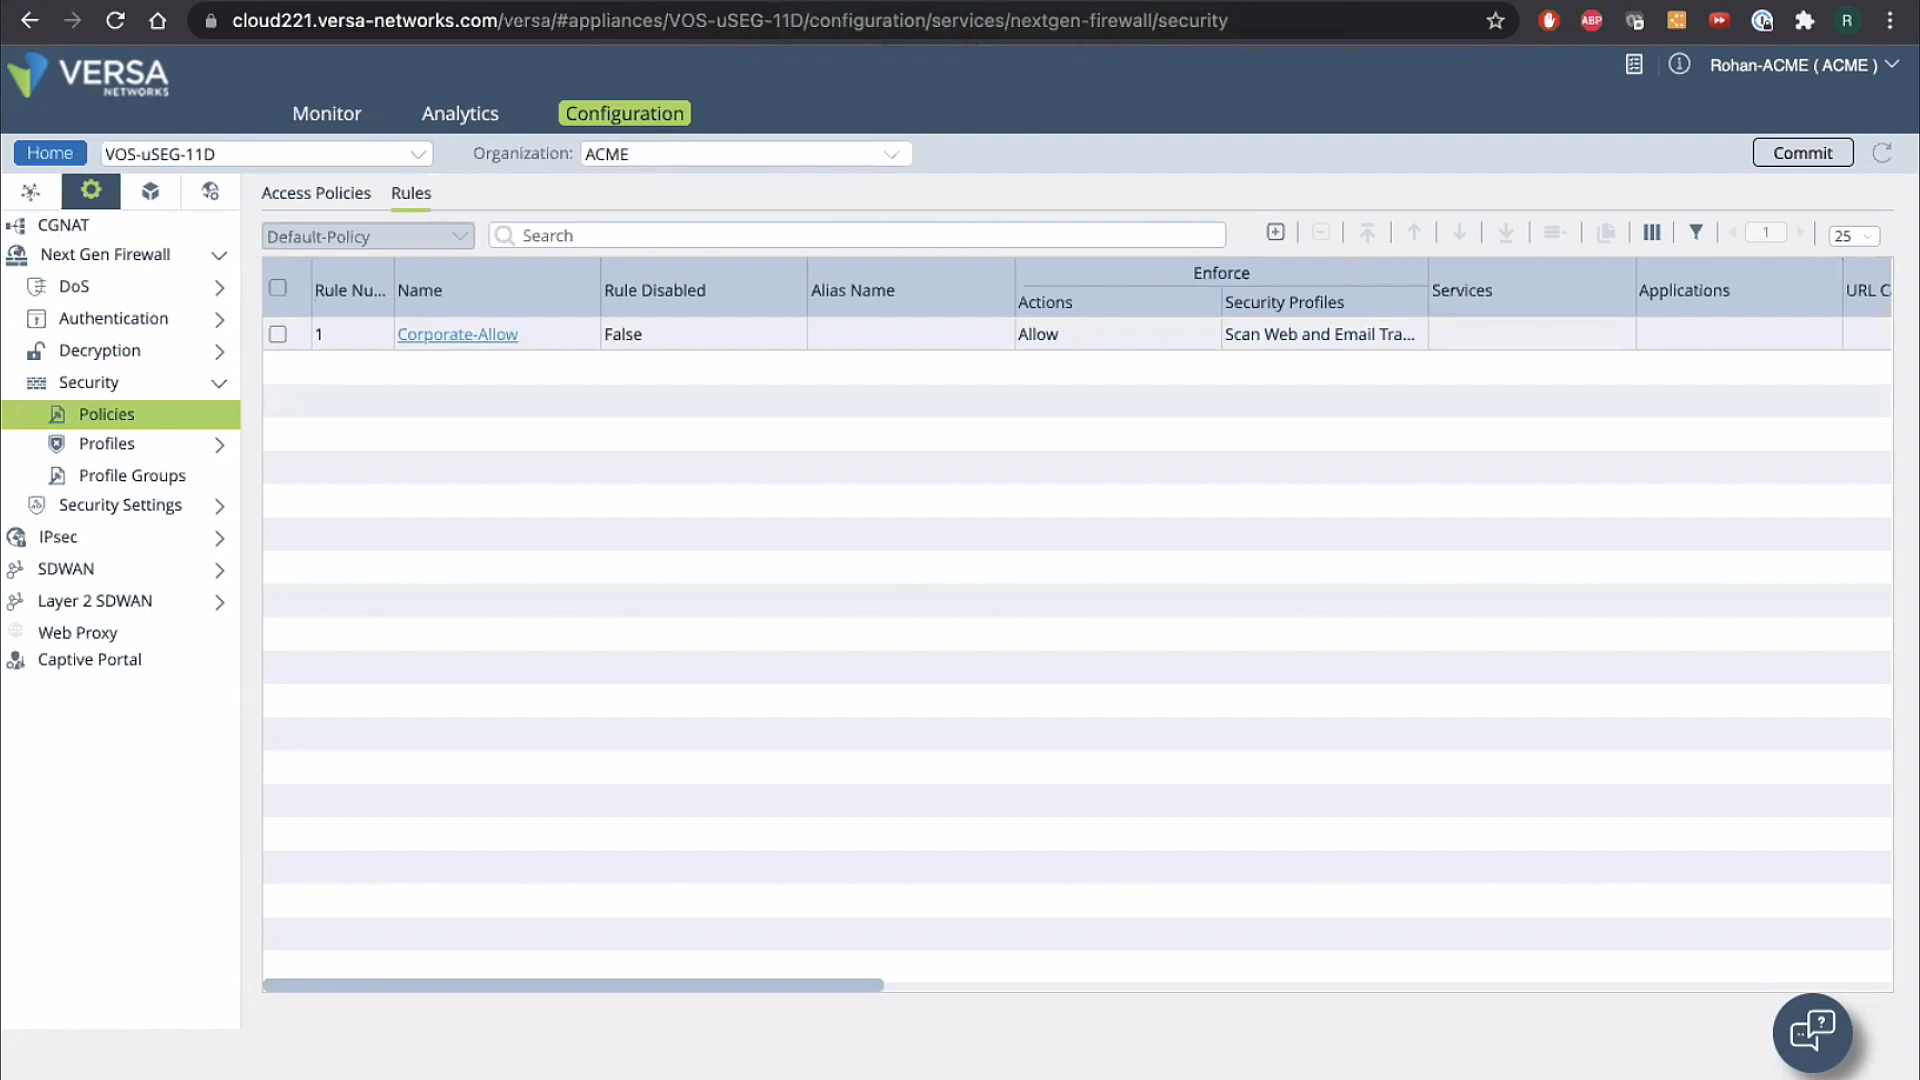 cloud221.versa-networks.com/versa/#appliances/VOS-uSEG-11D/configuration/services/nextgen-firewall/security
ABP
R
VERSA
NETWORKS
Rohan-ACME ( ACME )
Monitor
Analytics
Configuration
Home
VOS-uSEG-11D
Organization:
ACME
Commit
Access Policies
Rules
CGNAT
Next Gen Firewall
DoS
Authentication
Decryption
Security
Policies
Profiles
Profile Groups
Security Settings
IPsec
SDWAN
Layer 2 SDWAN
Web Proxy
Captive Portal
Default-Policy
Search
1
25
Rule Nu...
Name
Rule Disabled
Alias Name
Enforce
Actions
Security Profiles
Services
Applications
URL C
1
Corporate-Allow
False
Allow
Scan Web and Email Tra...